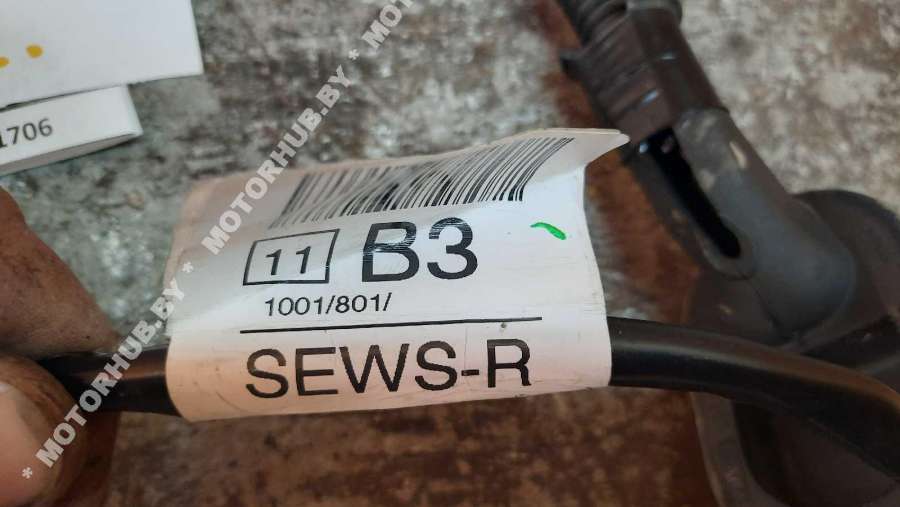 1706
11 B3
1001/801/
SEWS-R
* MOTORHUB.BY * MOTORHUB.BY * MOTORHUB.BY *